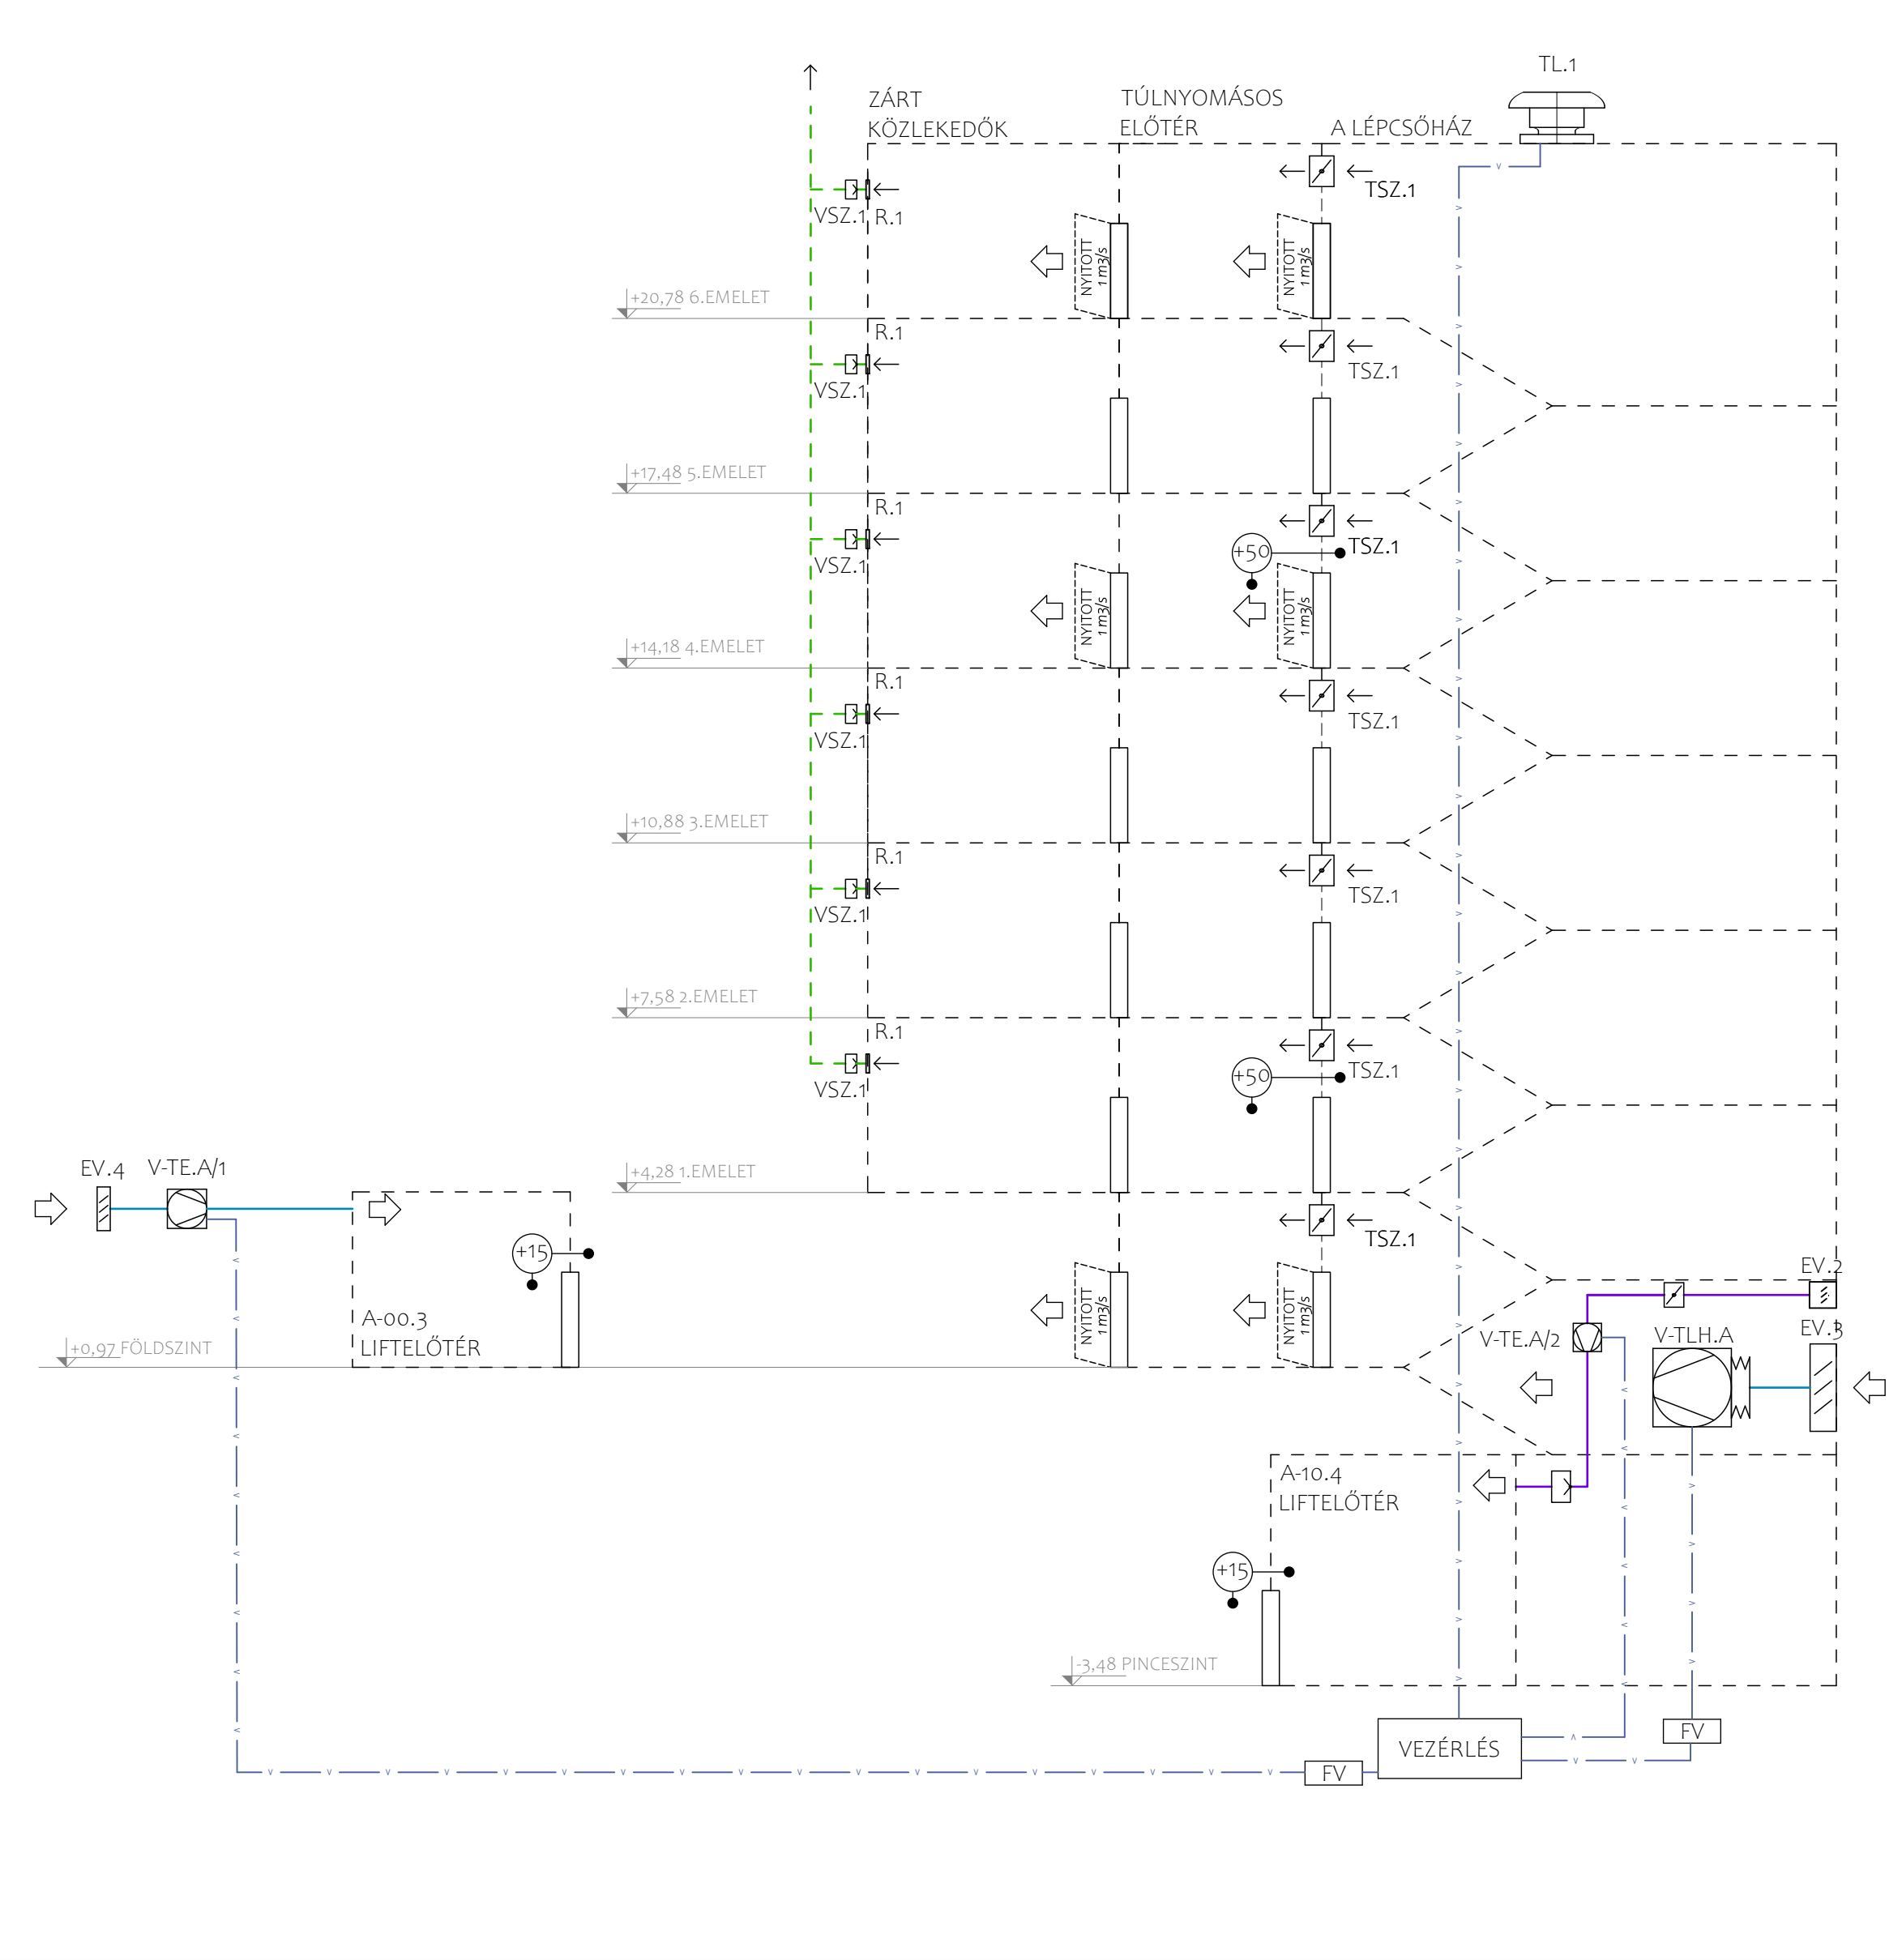 TL.1
ZÁRT
KÖZLEKEDŐK
TÚLNYOMÁSOS
ELŐTÉR
A LÉPCSŐHÁZ
TSZ.1
VSZ.1
R.1
NYITOTT
1 m3/s
NYITOTT
1 m3/s
+20,78 6.EMELET
R.1
TSZ.1
VSZ.1
+17,48 5.EMELET
R.1
TSZ.1
+50
VSZ.1
NYITOTT
1 m3/s
NYITOTT
1 m3/s
+14,18 4.EMELET
R.1
TSZ.1
VSZ.1
+10,88 3.EMELET
R.1
TSZ.1
VSZ.1
+7,58 2.EMELET
R.1
TSZ.1
+50
VSZ.1
+4,28 1.EMELET
EV.4
V-TE.A/1
TSZ.1
+15
EV.2
NYITOTT
1 m3/s
NYITOTT
1 m3/s
A-00.3
LIFTELŐTÉR
+0,97 FÖLDSZINT
V-TE.A/2
V-TLH.A
EV.3
A-10.4
LIFTELŐTÉR
+15
-3,48 PINCESZINT
VEZÉRLÉS
FV
FV